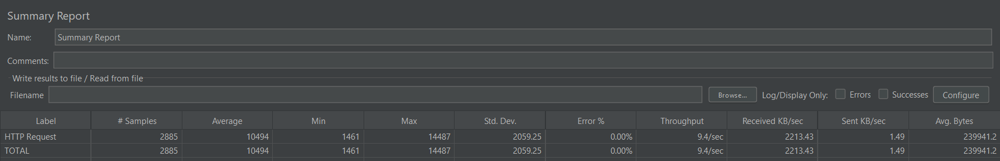 Summary Report
Name: Summary Report
Comments:
Write results to file / Read from file
Filename Browse... Log/Display Only: Errors Successes Configure
Label # Samples Average Min Max Std. Dev. Error % Throughput Received KB/sec Sent KB/sec Avg. Bytes
HTTP Request 2885 10494 1461 14487 2059.25 0.00% 9.4/sec 2213.43 1.49 239941.2
TOTAL 2885 10494 1461 14487 2059.25 0.00% 9.4/sec 2213.43 1.49 239941.2